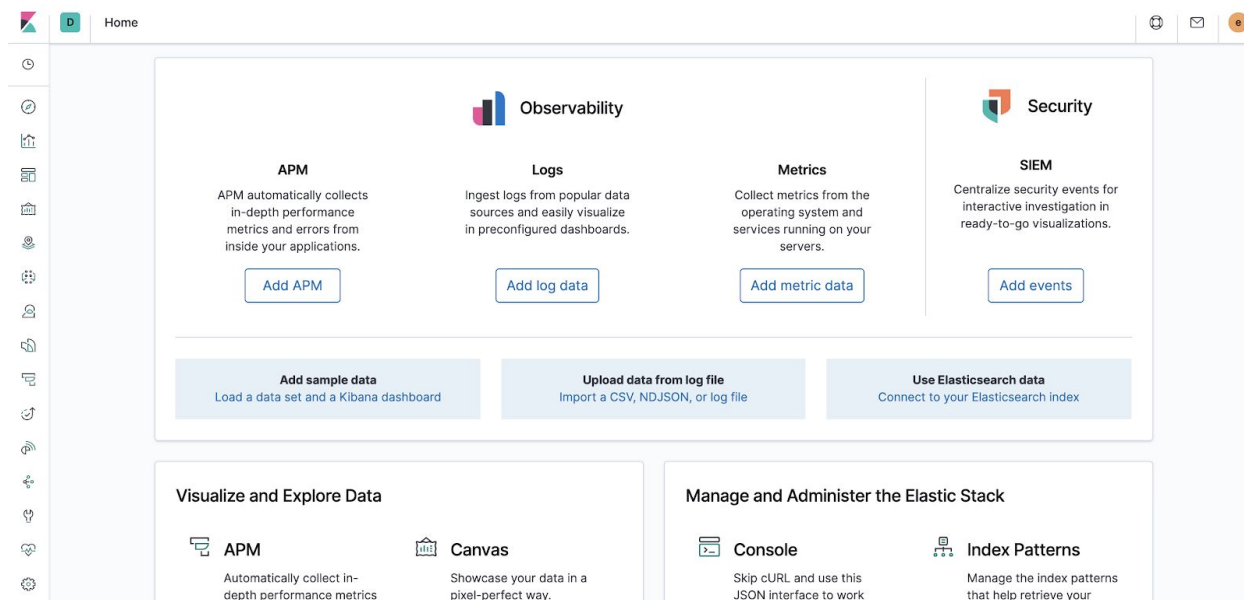 D
Home
e
Observability
Security
APM
APM automatically collects
in-depth performance
metrics and errors from
inside your applications.
Add APM
Logs
Ingest logs from popular data
sources and easily visualize
in preconfigured dashboards.
Add log data
Metrics
Collect metrics from the
operating system and
services running on your
servers.
Add metric data
SIEM
Centralize security events for
interactive investigation in
ready-to-go visualizations.
Add events
Add sample data
Load a data set and a Kibana dashboard
Upload data from log file
Import a CSV, NDJSON, or log file
Use Elasticsearch data
Connect to your Elasticsearch index
Visualize and Explore Data
APM
Automatically collect in-
depth performance metrics
Canvas
Showcase your data in a
pixel-perfect way.
Manage and Administer the Elastic Stack
Console
Skip cURL and use this
JSON interface to work
Index Patterns
Manage the index patterns
that help retrieve your